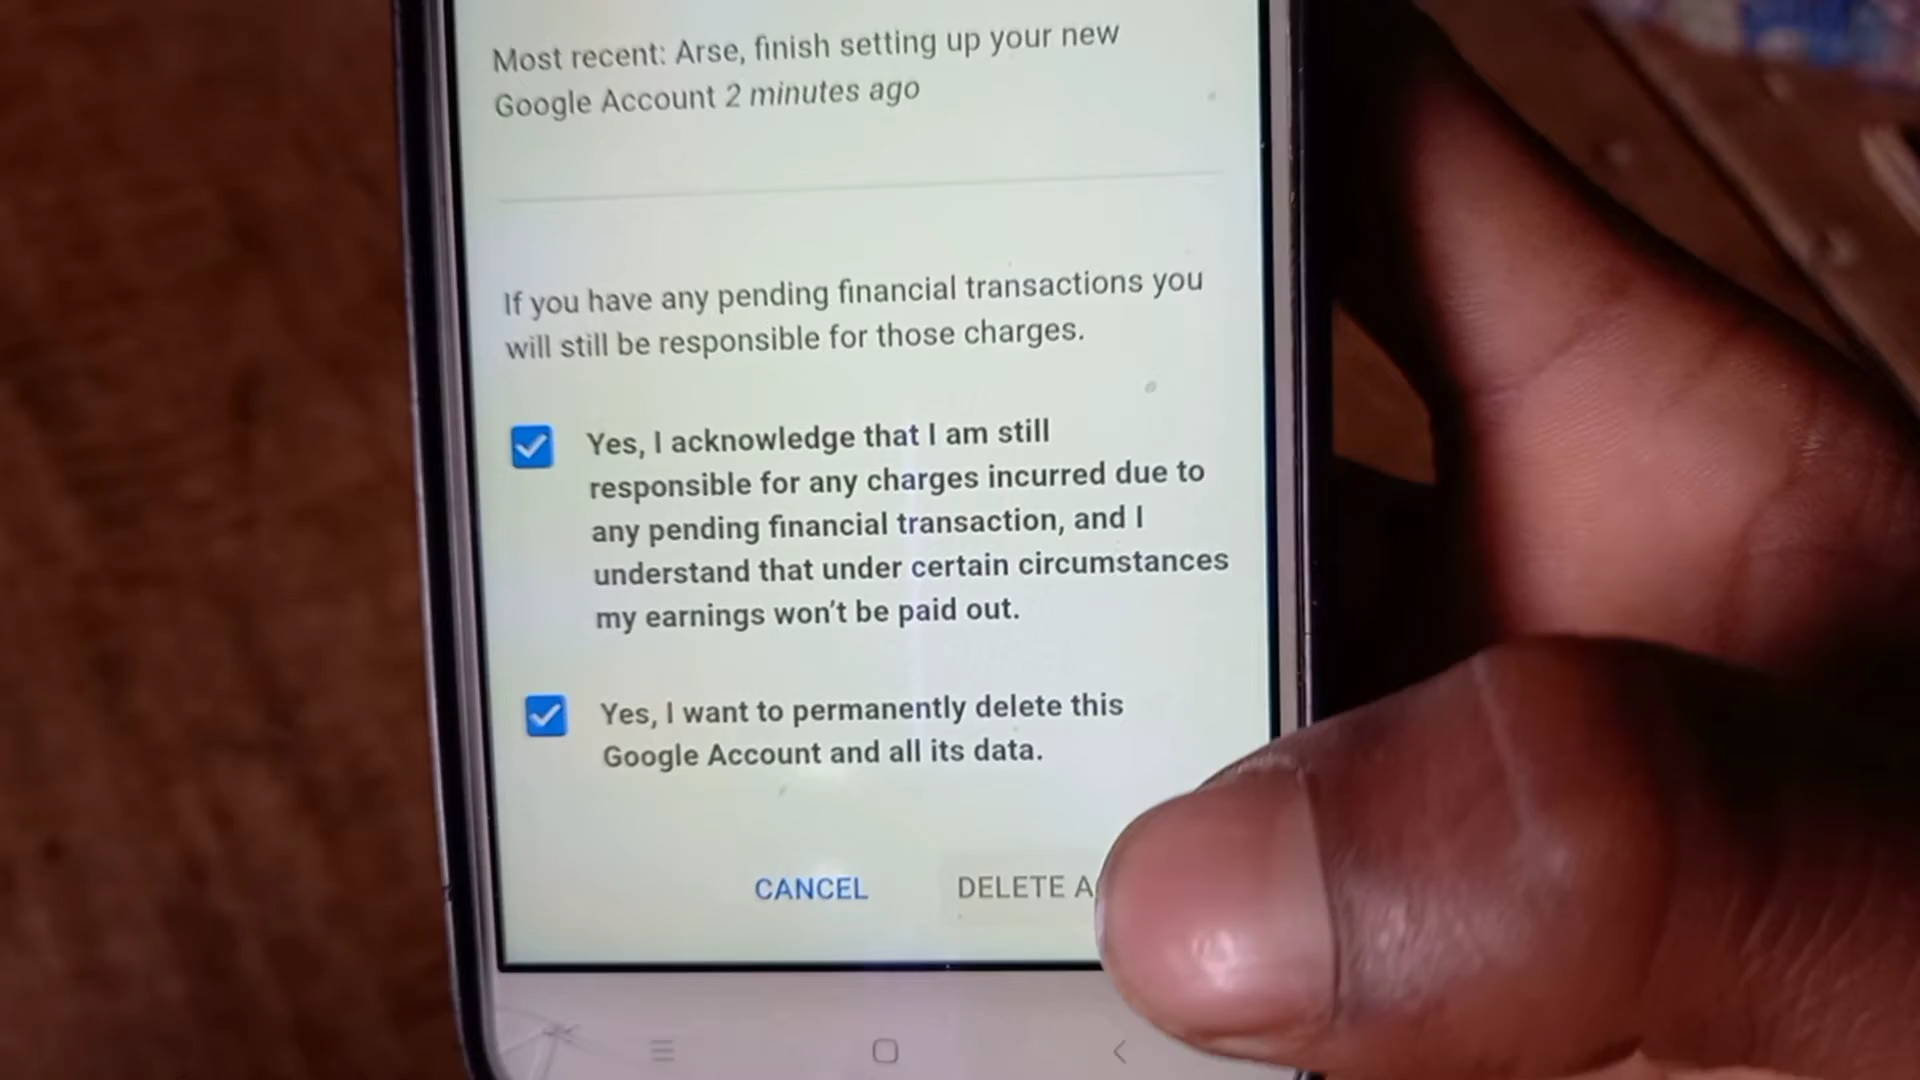 Most recent: Arse, finish setting up your new
Google Account 2 minutes ago
If you have any pending financial transactions you
will still be responsible for those charges.
Yes, I acknowledge that I am still
responsible for any charges incurred due to
any pending financial transaction, and I
understand that under certain circumstances
my earnings won't be paid out.
Yes, I want to permanently delete this
Google Account and all its data.
CANCEL
DELETE A